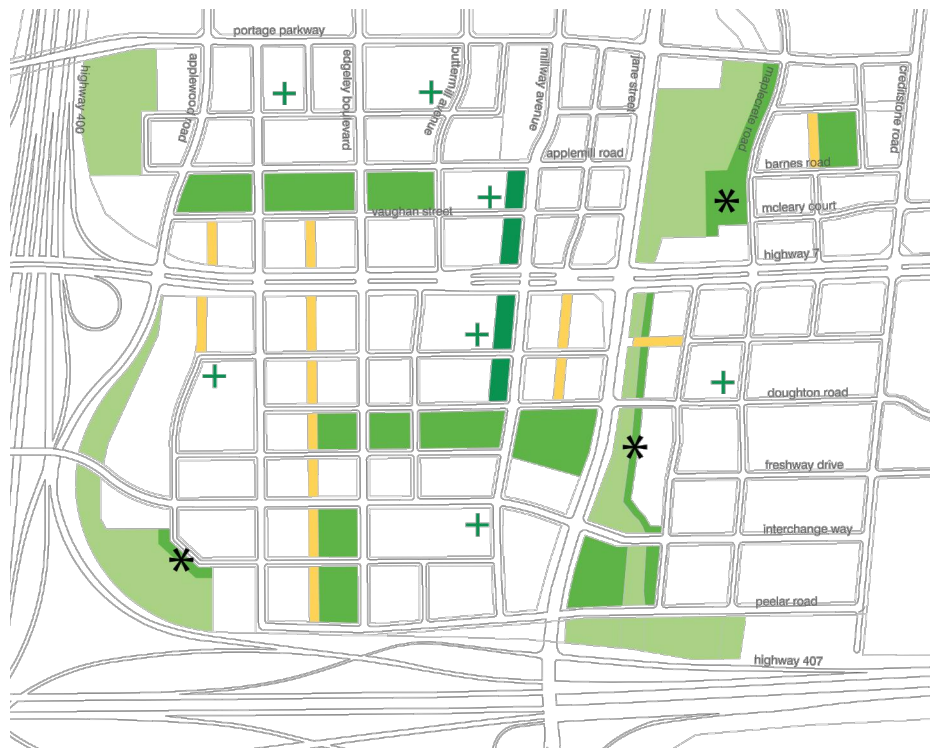 portage parkway
highway 400
applewood road
edgeley boulevard
buttermill avenue
millway avenue
jane street
maplecrete road
creditstone road
applemill road
barnes road
vaughan street
mcleary court
highway 7
doughton road
freshway drive
interchange way
peelar road
highway 407